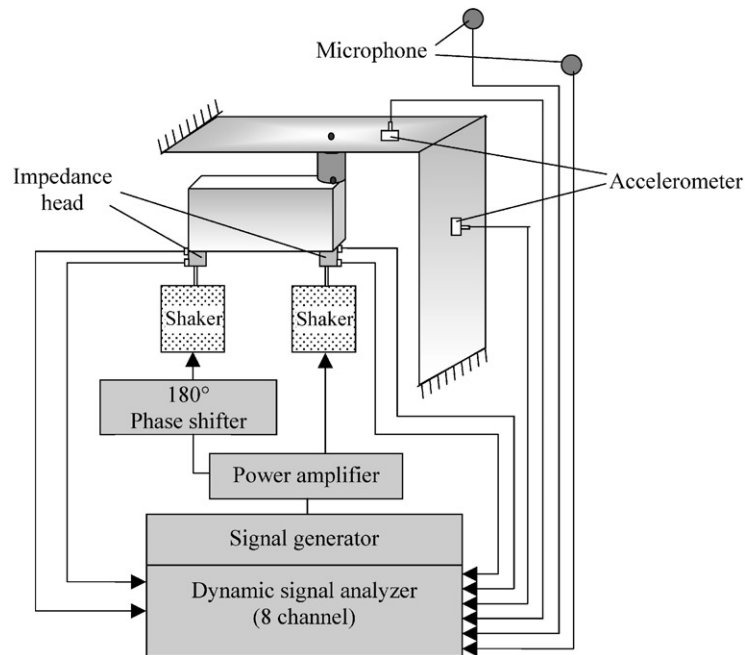 Microphone
Impedance
head
Accelerometer
Shaker
Shaker
180°
Phase shifter
Power amplifier
Signal generator
Dynamic signal analyzer
(8 channel)